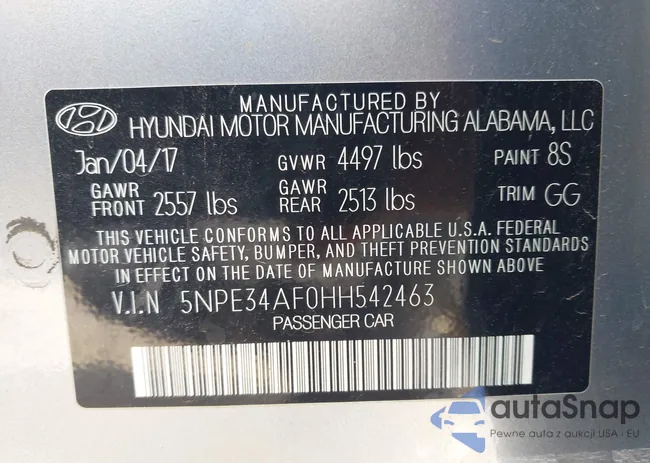 MANUFACTURED BY
HYUNDAI MOTOR MANUFACTURING ALABAMA, LLC
Jan/04/17 GVWR 4497 lbs PAINT 8S
GAWR FRONT 2557 lbs GAWR REAR 2513 lbs TRIM GG
THIS VEHICLE CONFORMS TO ALL APPLICABLE U.S.A. FEDERAL
MOTOR VEHICLE SAFETY, BUMPER, AND THEFT PREVENTION STANDARDS
IN EFFECT ON THE DATE OF MANUFACTURE SHOWN ABOVE
V.I.N 5NPE34AF0HH542463
PASSENGER CAR
autaSnap
Pewne auta z aukcji USA - EU